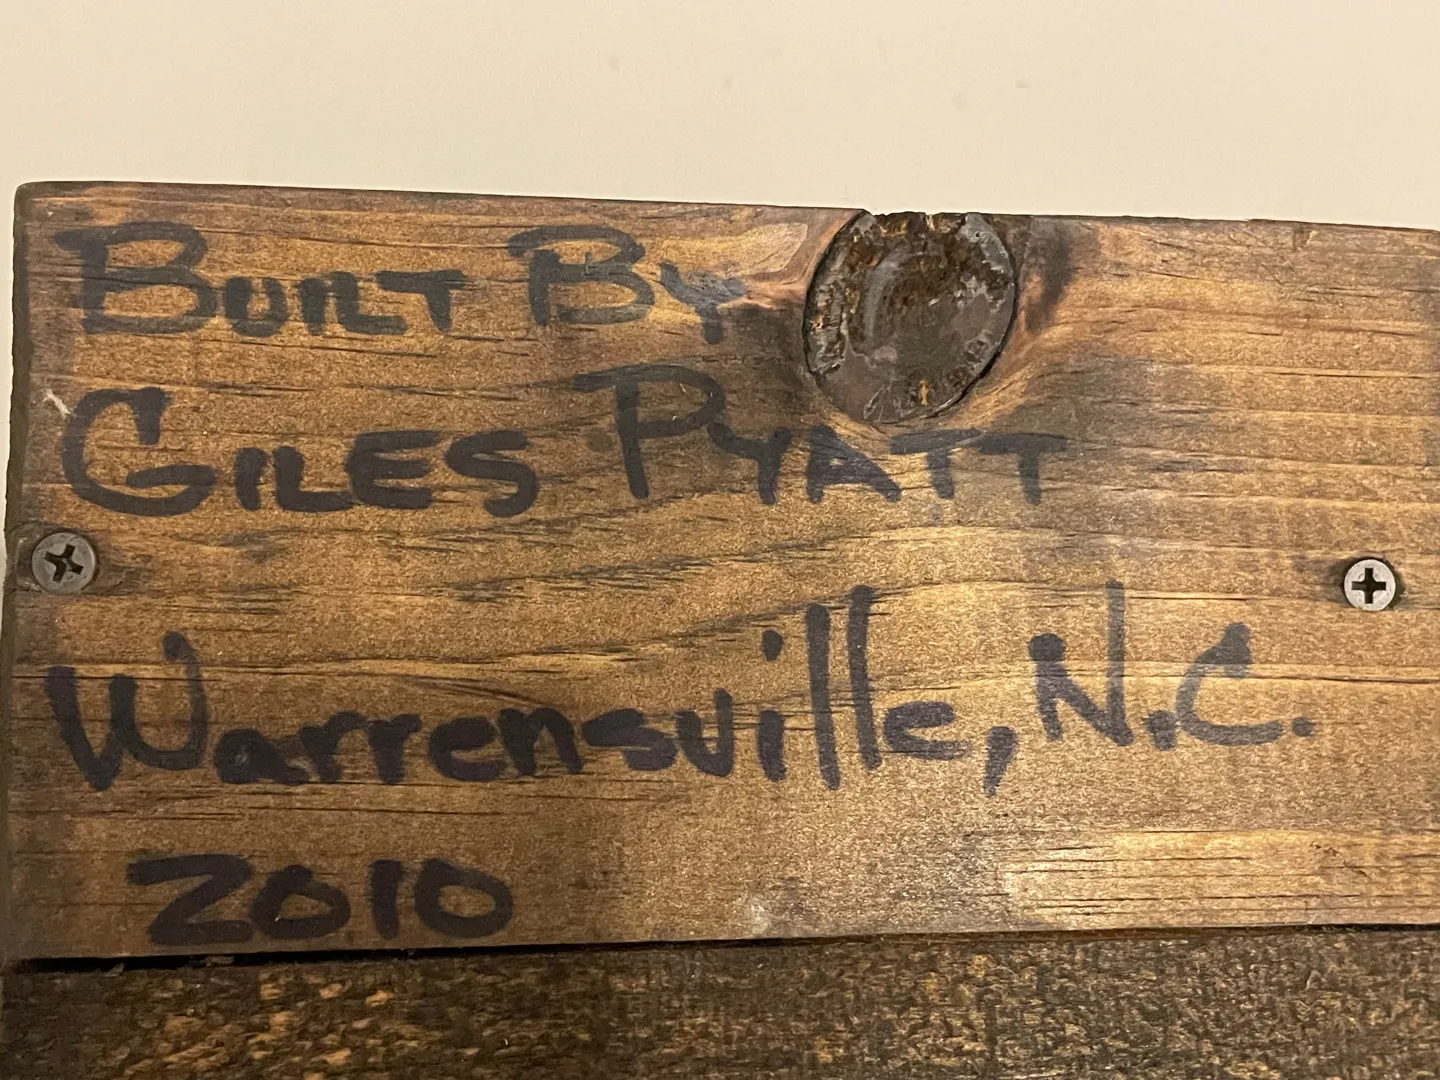 BUILT BY
GILES PYATT
Warrensville, N.C.
2010